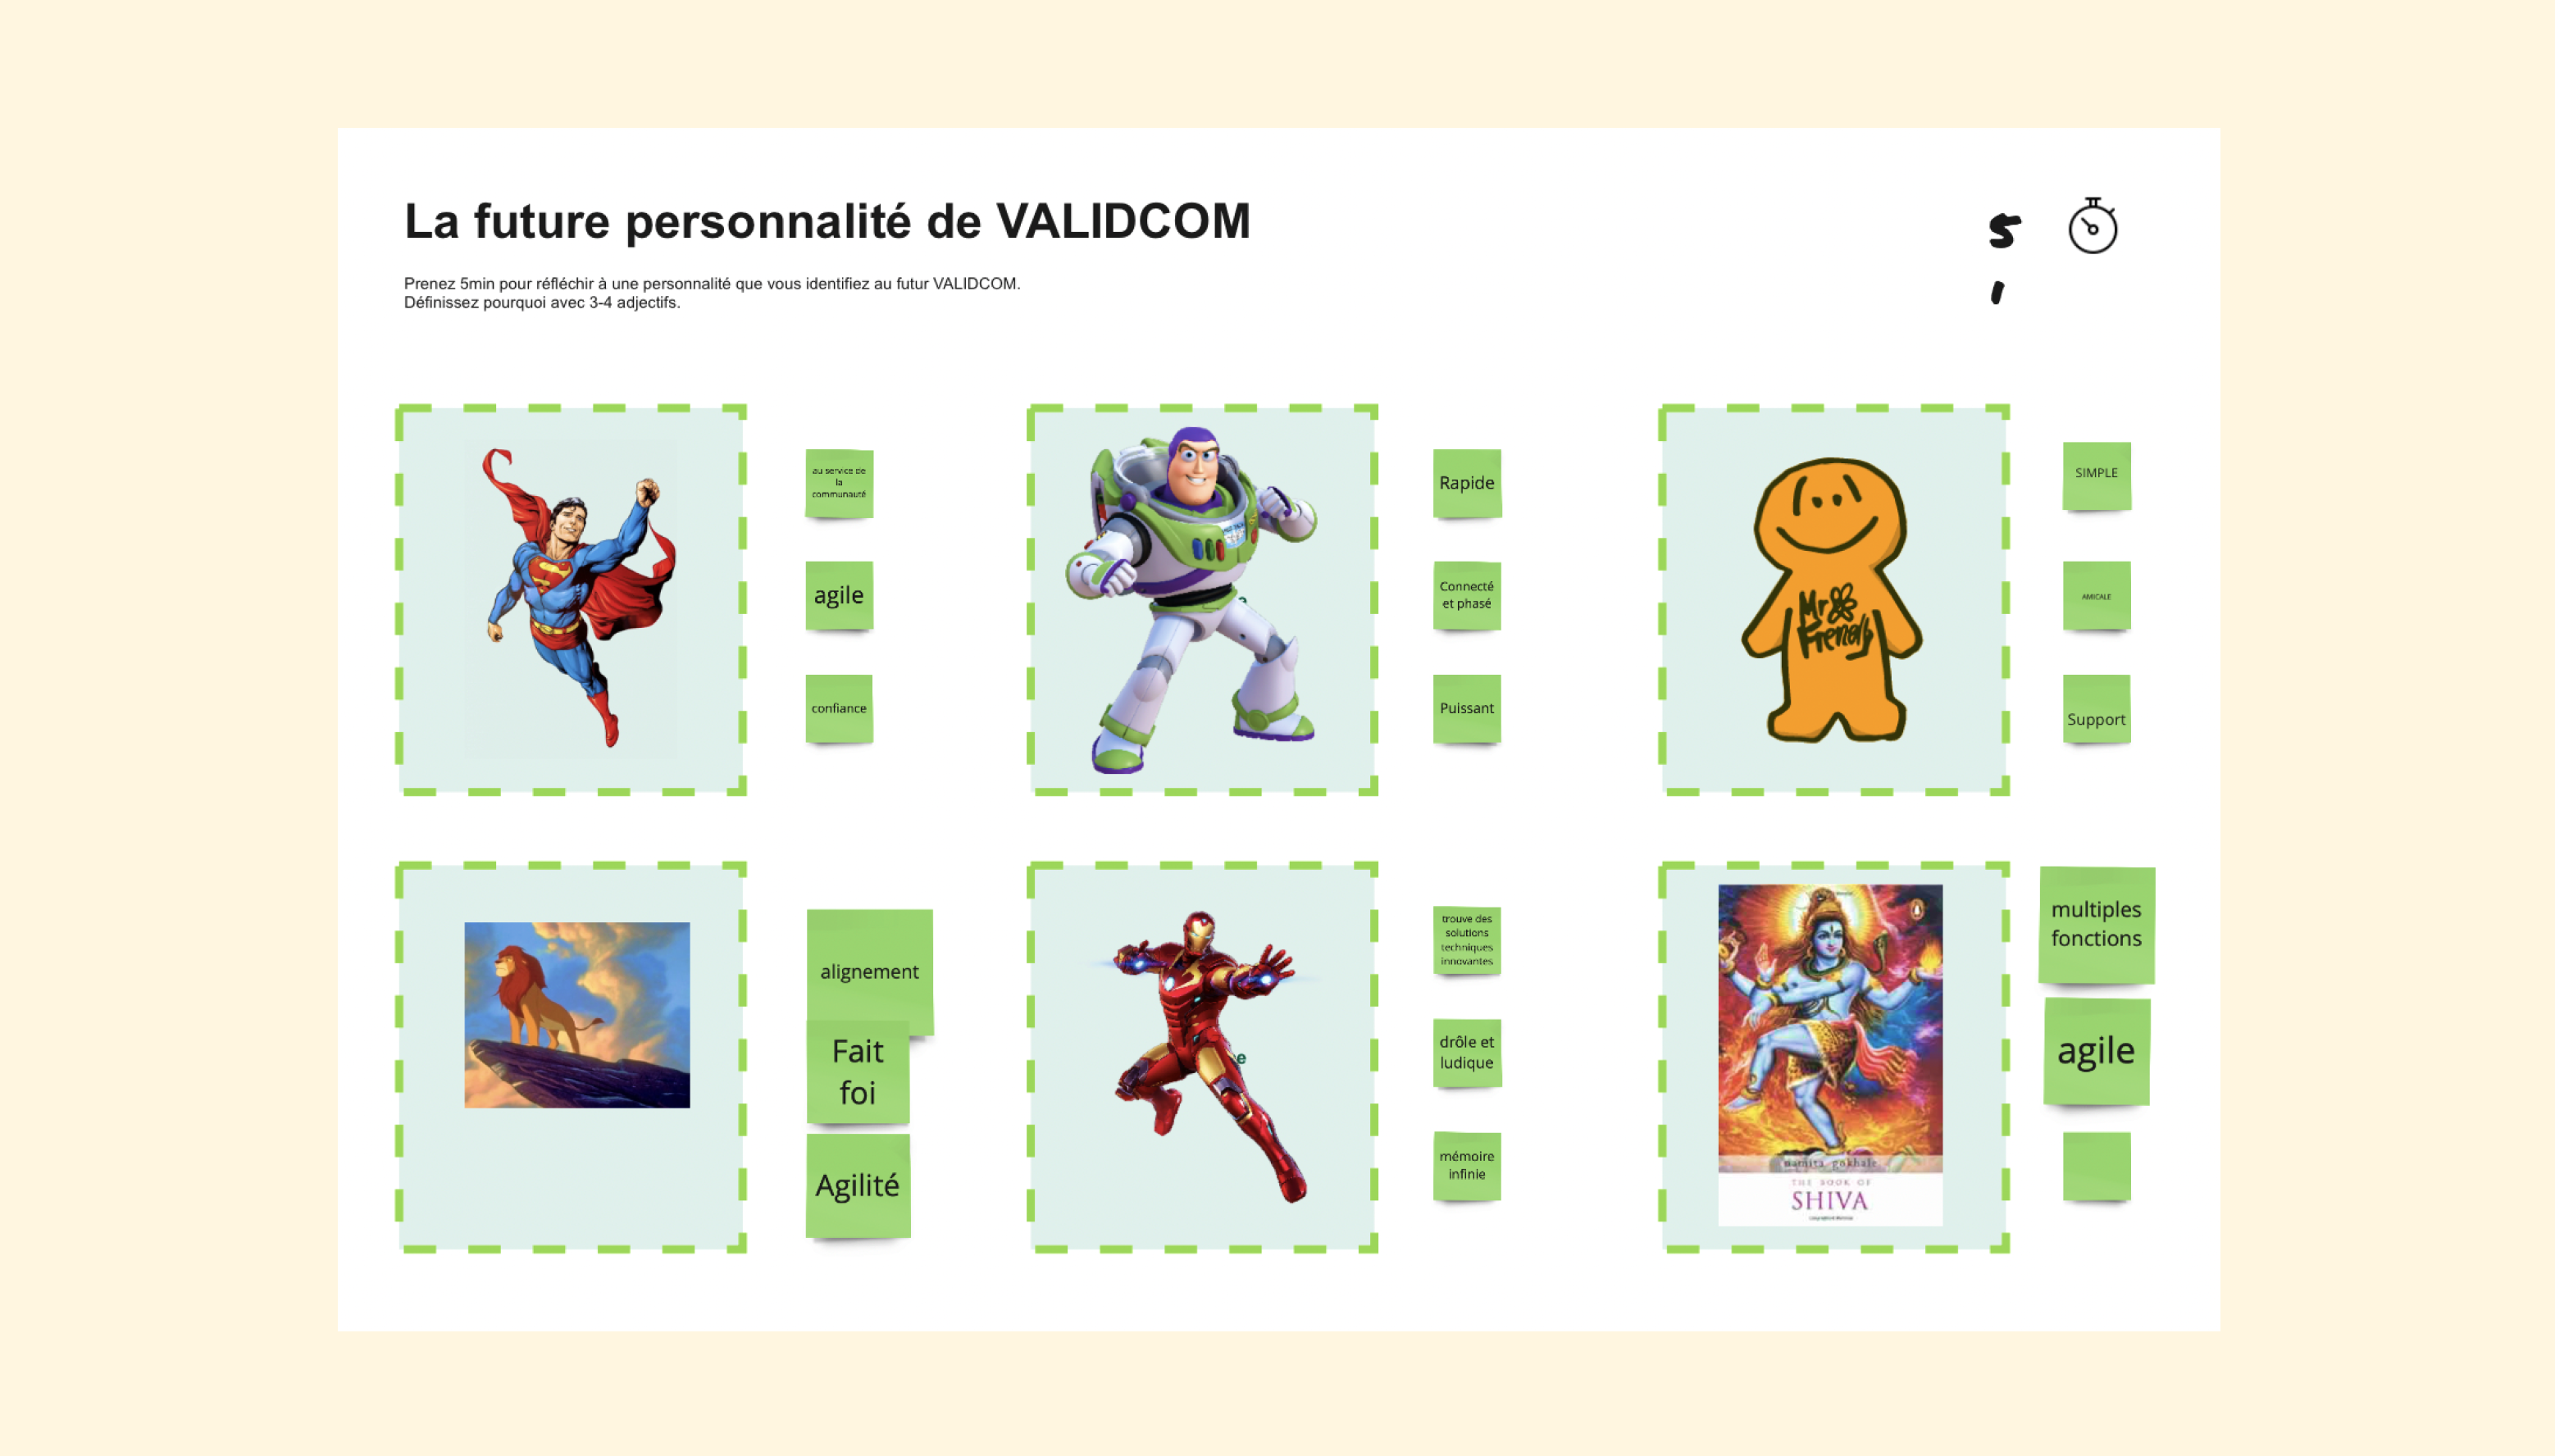 La future personnalité de VALIDCOM
5
'
Prenez 5min pour réfléchir à une personnalité que vous identifiez au futur VALIDCOM.
Définissez pourquoi avec 3-4 adjectifs.
au service de
la
communauté
agile
confiance
Rapide
Connecté
et phasé
Puissant
Mr
Friendly
SIMPLE
AMICALE
Support
alignement
Fait
foi
Agilité
e
trouve des
solutions
techniques
innovantes
drôle et
ludique
mémoire
infinie
namita gokhale
THE BOOK OF
SHIVA
multiples
fonctions
agile